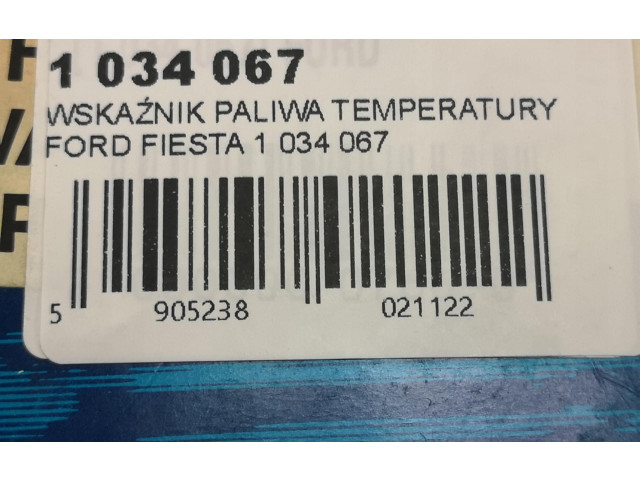 1 034 067
WSKAŹNIK PALIWA TEMPERATURY
FORD FIESTA 1 034 067
5 905238 021122